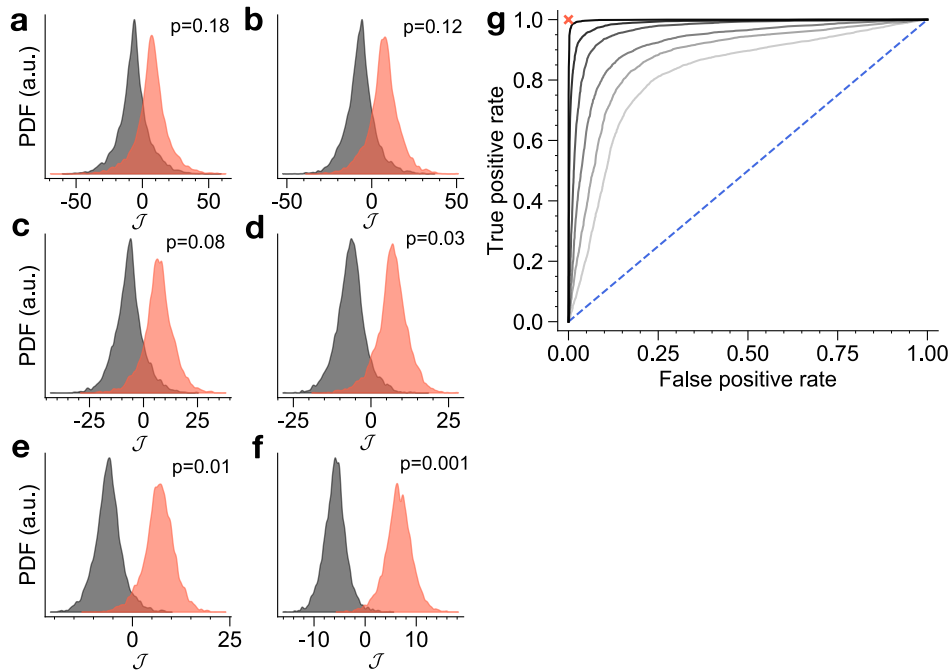 a
p=0.18
PDF (a.u.)
-50
0
50
𝒥
b
p=0.12
-50
0
50
𝒥
c
p=0.08
PDF (a.u.)
-25
0
25
𝒥
d
p=0.03
-25
0
25
𝒥
e
p=0.01
PDF (a.u.)
0
25
𝒥
f
p=0.001
-10
0
10
𝒥
g
True positive rate
1.0
0.8
0.6
0.4
0.2
0.0
0.00
0.25
0.50
0.75
1.00
False positive rate